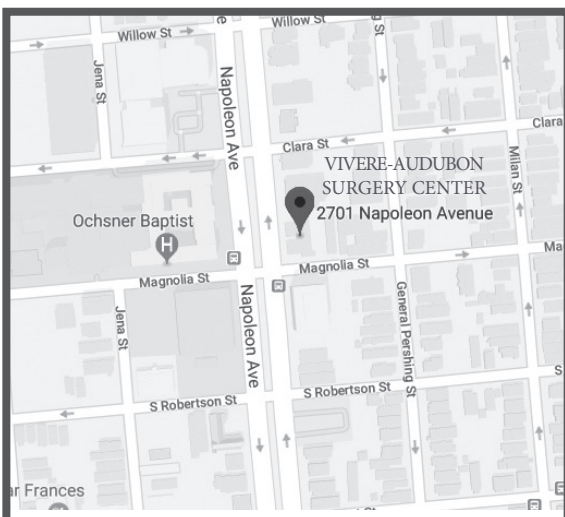 Willow St
Willow St
Jena St
Napoleon Ave
Clara St
Clara
Milan St
VIVERE-AUDUBON
SURGERY CENTER
2701 Napoleon Avenue
Ochsner Baptist
H
Magnolia St
Magnolia St
Ma
Jena St
Napoleon Ave
General Pershing St
S Robertson St
S Robertson St
S
ar Frances